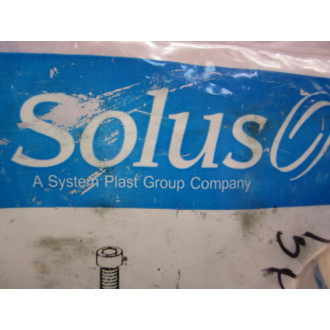 Solus
A System Plast Group Company